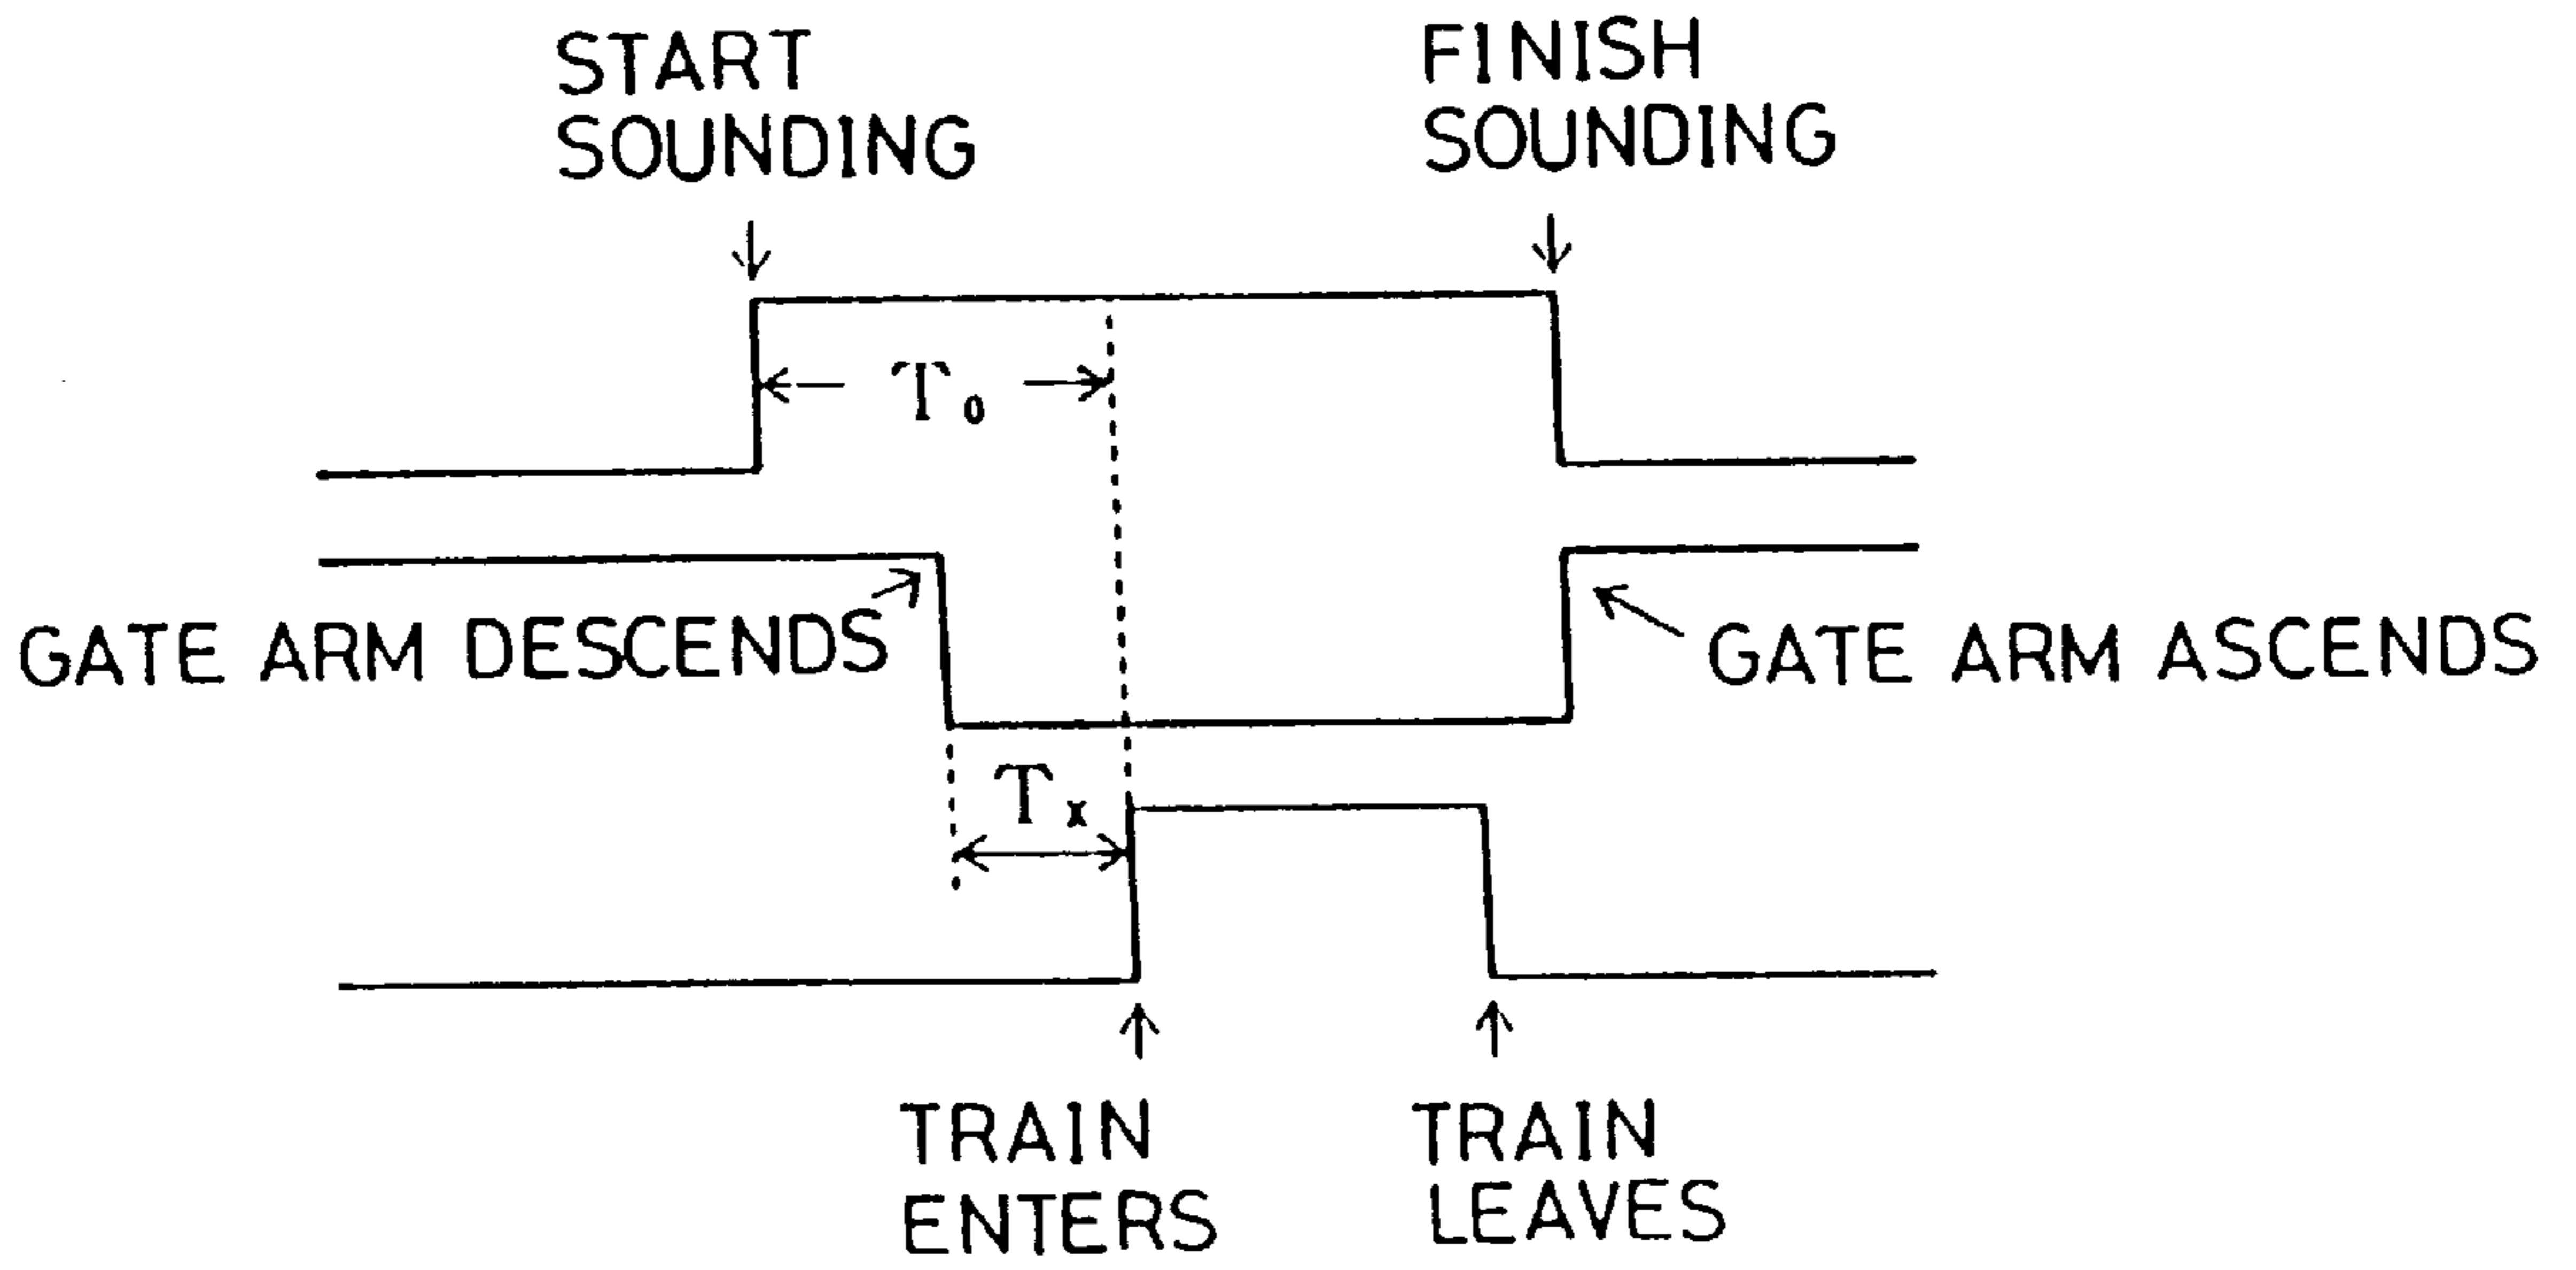 START
SOUNDING
FINISH
SOUNDING
T₀
GATE ARM DESCENDS
GATE ARM ASCENDS
Tₓ
TRAIN
ENTERS
TRAIN
LEAVES